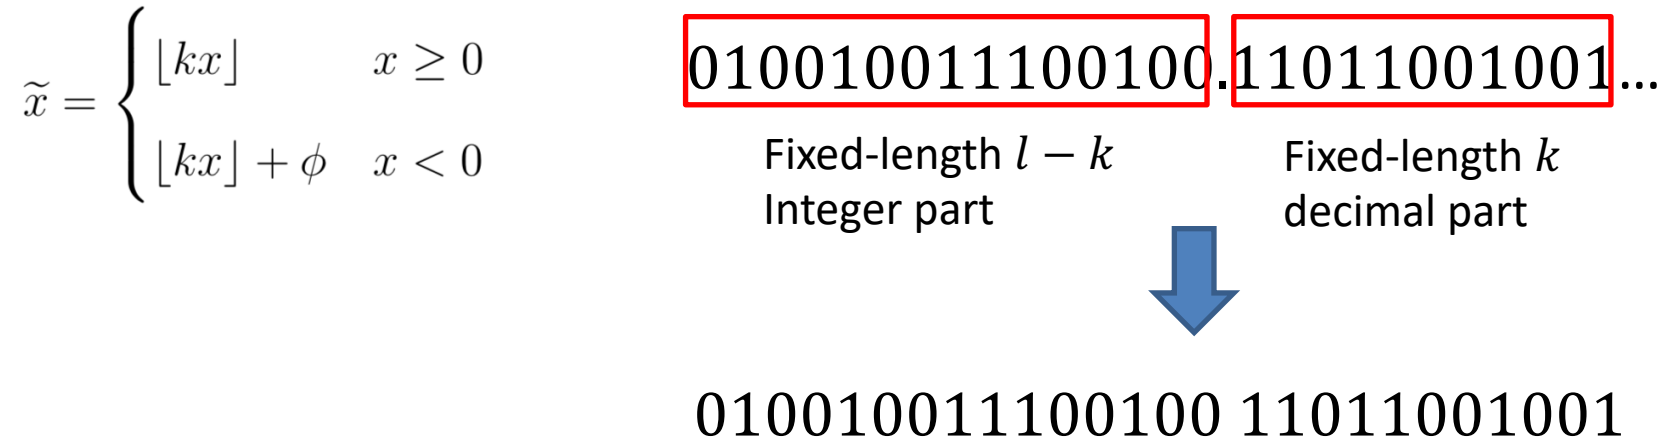 x̃ = { ⌊kx⌋ x ≥ 0
⌊kx⌋ + ϕ x < 0
010010011100100.11011001001...
Fixed-length l − k
Integer part
Fixed-length k
decimal part
010010011100100 11011001001